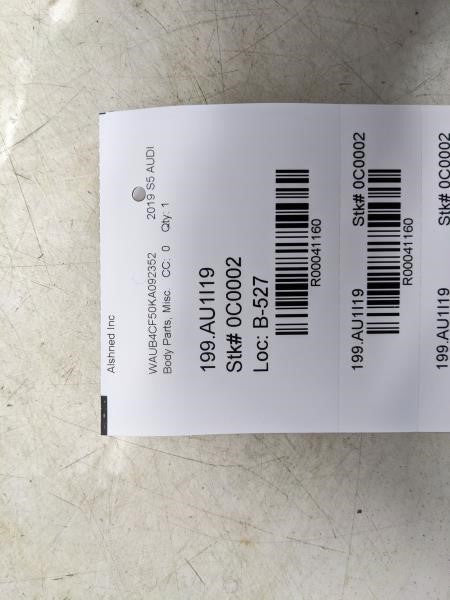 Alshned Inc
WAUB4CF50KA092352 2019 S5 AUDI
Body Parts, Misc. CC: 0 Qty: 1
199.AU1I19
Stk# 0C0002
Loc: B-527
R00041160
199.AU1I19 Stk# 0C0002
R00041160
199.AU1I19 Stk# 0C0002